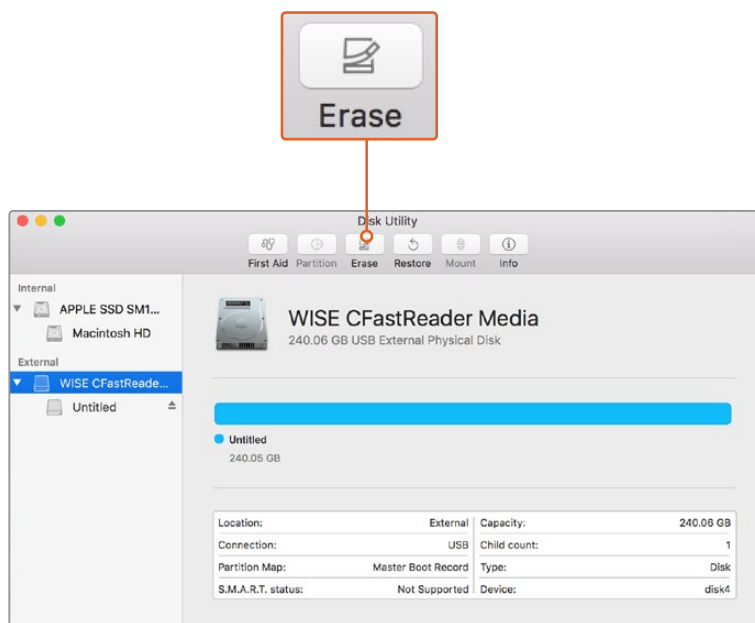 Erase
Disk Utility
First Aid Partition Erase Restore Mount Info
Internal
APPLE SSD SM1...
Macintosh HD
External
WISE CFastReade...
Untitled
WISE CFastReader Media
240.06 GB USB External Physical Disk
Untitled
240.05 GB
Location: External Capacity: 240.06 GB
Connection: USB Child count: 1
Partition Map: Master Boot Record Type: Disk
S.M.A.R.T. status: Not Supported Device: disk4